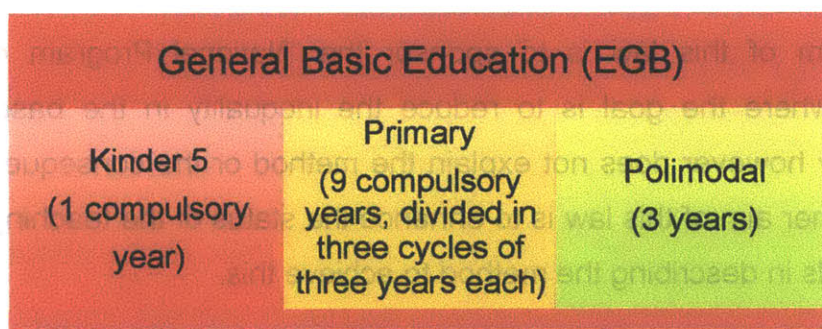 General Basic Education (EGB)
Kinder 5
(1 compulsory
year)
Primary
(9 compulsory
years, divided in
three cycles of
three years each)
Polimodal
(3 years)